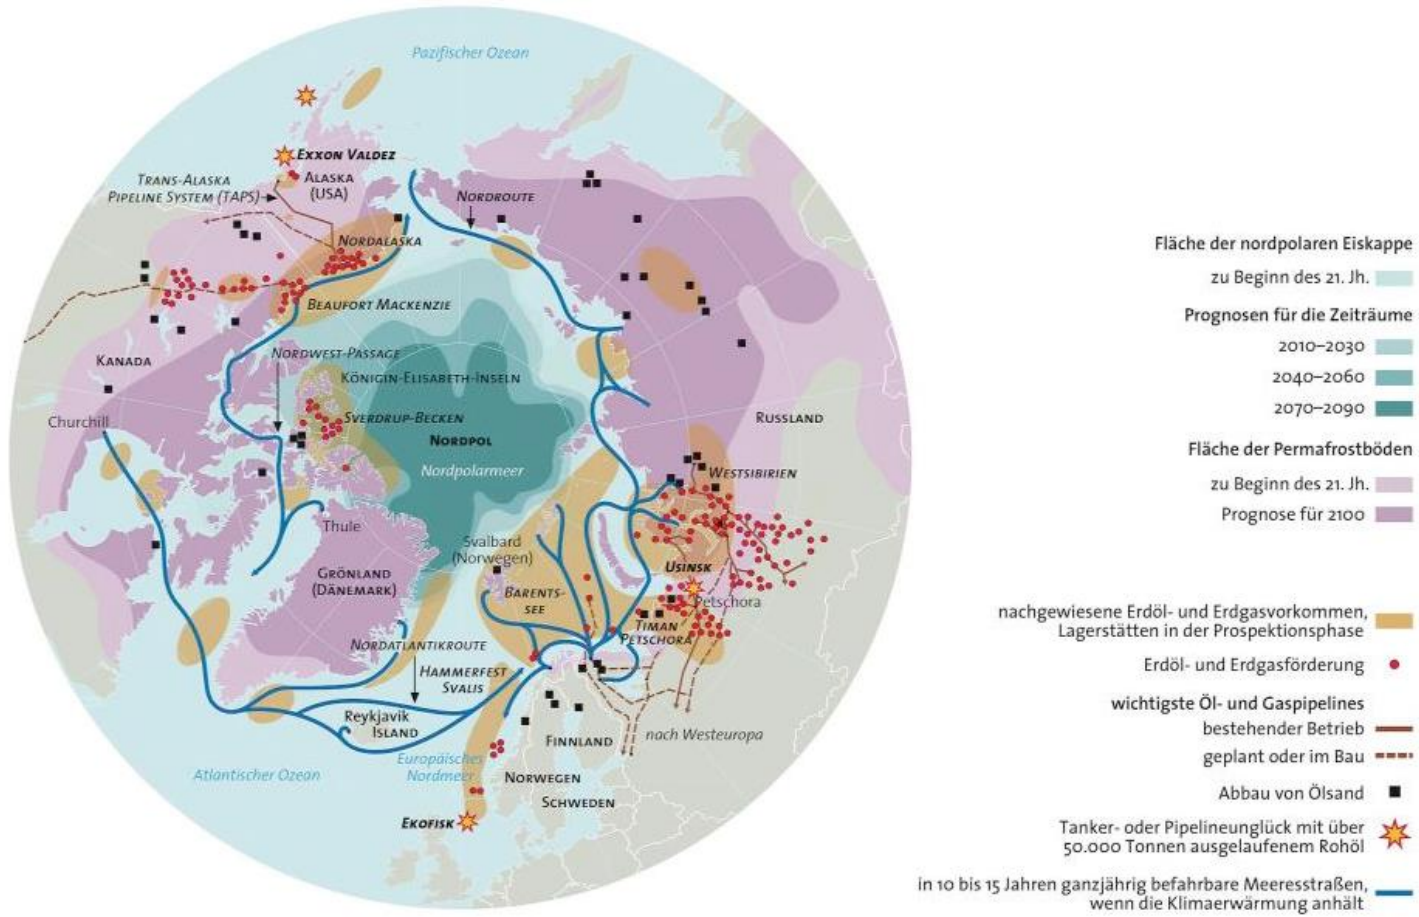 Pazifischer Ozean
EXXON VALDEZ
TRANS-ALASKA
PIPELINE SYSTEM (TAPS)
ALASKA
(USA)
NORDROUTE
NORDALASKA
BEAUFORT MACKENZIE
NORDWEST-PASSAGE
KANADA
KÖNIGIN-ELISABETH-INSELN
Churchill
SVERDRUP-BECKEN
NORDPOL
Nordpolarmeer
RUSSLAND
WESTSIBIRIEN
Thule
Svalbard
(Norwegen)
GRÖNLAND
(DÄNEMARK)
BARENTS-
SEE
USINSK
Petschora
TIMAN
PETSCHORA
NORDATLANTIKROUTE
HAMMERFEST
SVALIS
Reykjavik
ISLAND
FINNLAND
nach Westeuropa
Europäisches
Nordmeer
Atlantischer Ozean
NORWEGEN
SCHWEDEN
EKOFISK
Fläche der nordpolaren Eiskappe
zu Beginn des 21. Jh.
Prognosen für die Zeiträume
2010–2030
2040–2060
2070–2090
Fläche der Permafrostböden
zu Beginn des 21. Jh.
Prognose für 2100
nachgewiesene Erdöl- und Erdgasvorkommen,
Lagerstätten in der Prospektionsphase
Erdöl- und Erdgasförderung
wichtigste Öl- und Gaspipelines
bestehender Betrieb
geplant oder im Bau
Abbau von Ölsand
Tanker- oder Pipelineunglück mit über
50.000 Tonnen ausgelaufenem Rohöl
in 10 bis 15 Jahren ganzjährig befahrbare Meeresstraßen,
wenn die Klimaerwärmung anhält